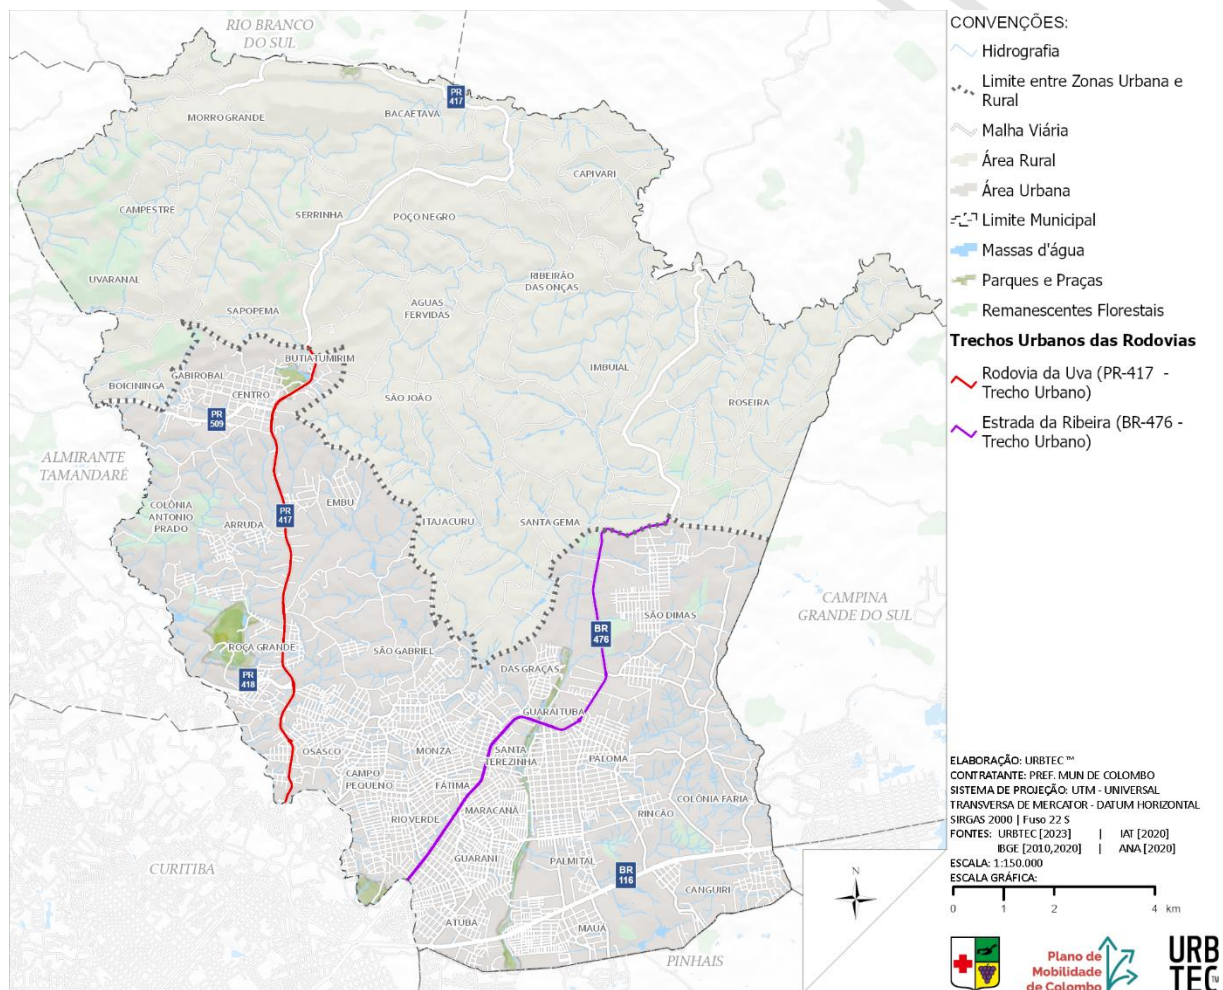 RIO BRANCO
DO SUL
PR
417
MORRO GRANDE
BACAETAVA
CAPIVARI
CAMPESTRE
SERRINHA
POÇO NEGRO
UVARANAL
RIBEIRÃO
DAS ONÇAS
SAPOPEMA
AGUAS
FERVIDAS
BUTIATUMIRIM
GABIROBAL
BOICININGA
CENTRO
IMBUIAL
SÃO JOÃO
ROSEIRA
PR
509
ALMIRANTE
TAMANDARÉ
COLÔNIA
ANTONIO
PRADO
ARRUDA
EMBU
PR
417
ITAJACURU
SANTA GEMA
CAMPINA
GRANDE DO SUL
SÃO DIMAS
BR
476
ROÇA GRANDE
SÃO GABRIEL
DAS GRAÇAS
PR
418
GUARAITUBA
OSASCO
MONZA
SANTA
TEREZINHA
PALOMA
CAMPO
PEQUENO
FÁTIMA
COLÔNIA FARIA
RIO VERDE
MARACANÃ
RINCÃO
CURITIBA
GUARANI
PALMITAL
BR
116
CANGUIRI
ATUBA
MAUÁ
PINHAIS
CONVENÇÕES:
Hidrografia
Limite entre Zonas Urbana e
Rural
Malha Viária
Área Rural
Área Urbana
Limite Municipal
Massas d'água
Parques e Praças
Remanescentes Florestais
Trechos Urbanos das Rodovias
Rodovia da Uva (PR-417 -
Trecho Urbano)
Estrada da Ribeira (BR-476 -
Trecho Urbano)
ELABORAÇÃO: URBTEC ™
CONTRATANTE: PREF. MUN DE COLOMBO
SISTEMA DE PROJEÇÃO: UTM - UNIVERSAL
TRANSVERSA DE MERCATOR - DATUM HORIZONTAL
SIRGAS 2000 | Fuso 22 S
FONTES: URBTEC [2023] | IAT [2020]
IBGE [2010,2020] | ANA [2020]
ESCALA: 1:150.000
ESCALA GRÁFICA:
0 1 2 4 km
N
Plano de
Mobilidade
de Colombo
URB
TEC™